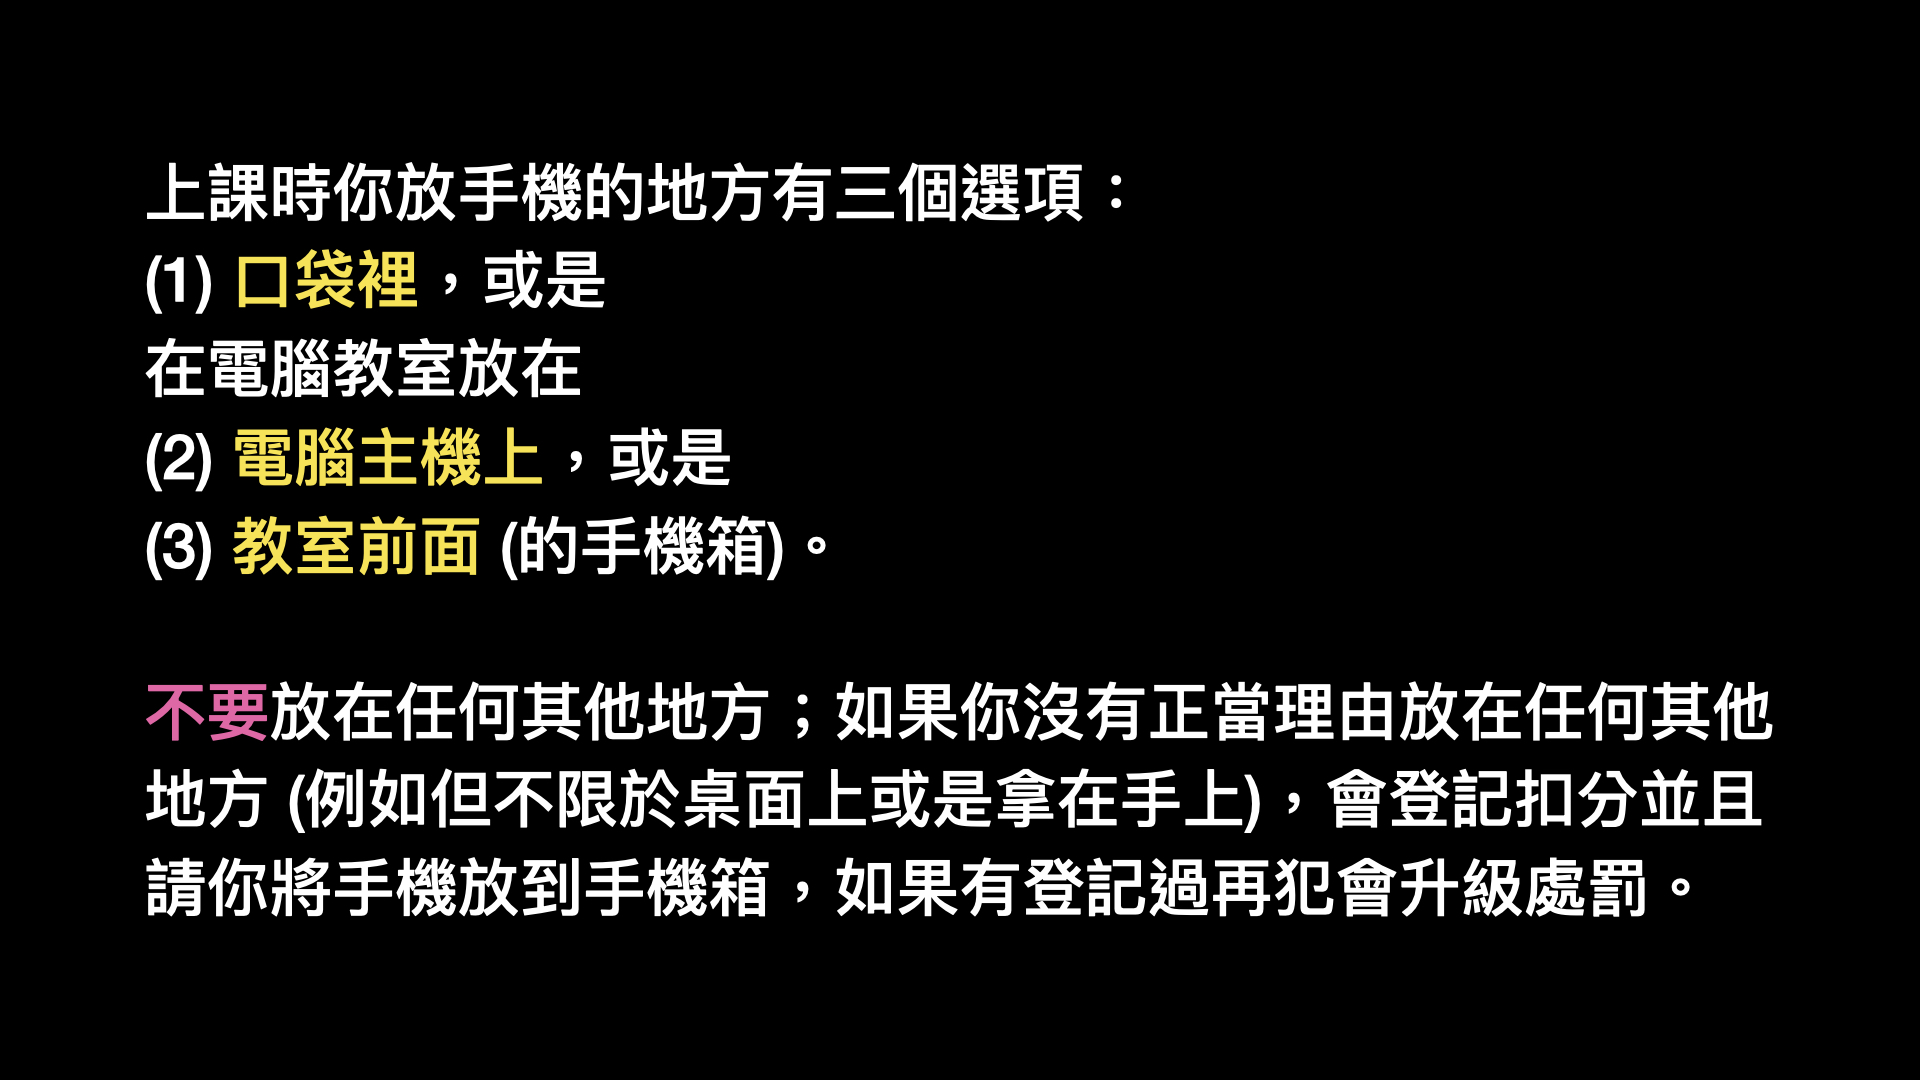 上課時你放手機的地方有三個選項：
(1) 口袋裡，或是
在電腦教室放在
(2) 電腦主機上，或是
(3) 教室前面 (的手機箱)。
不要放在任何其他地方；如果你沒有正當理由放在任何其他
地方 (例如但不限於桌面上或是拿在手上)，會登記扣分並且
請你將手機放到手機箱，如果有登記過再犯會升級處罰。